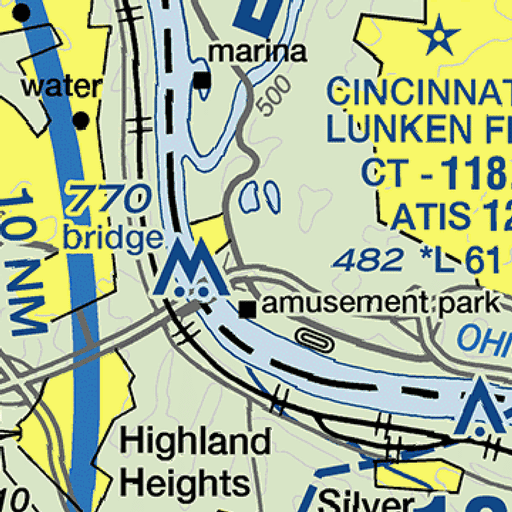 marina
water
500
CINCINNAT
LUNKEN F
CT - 118.
ATIS 12
482 *L 61
770
bridge
10 NM
amusement park
OHI
Highland
Heights
Silver
10